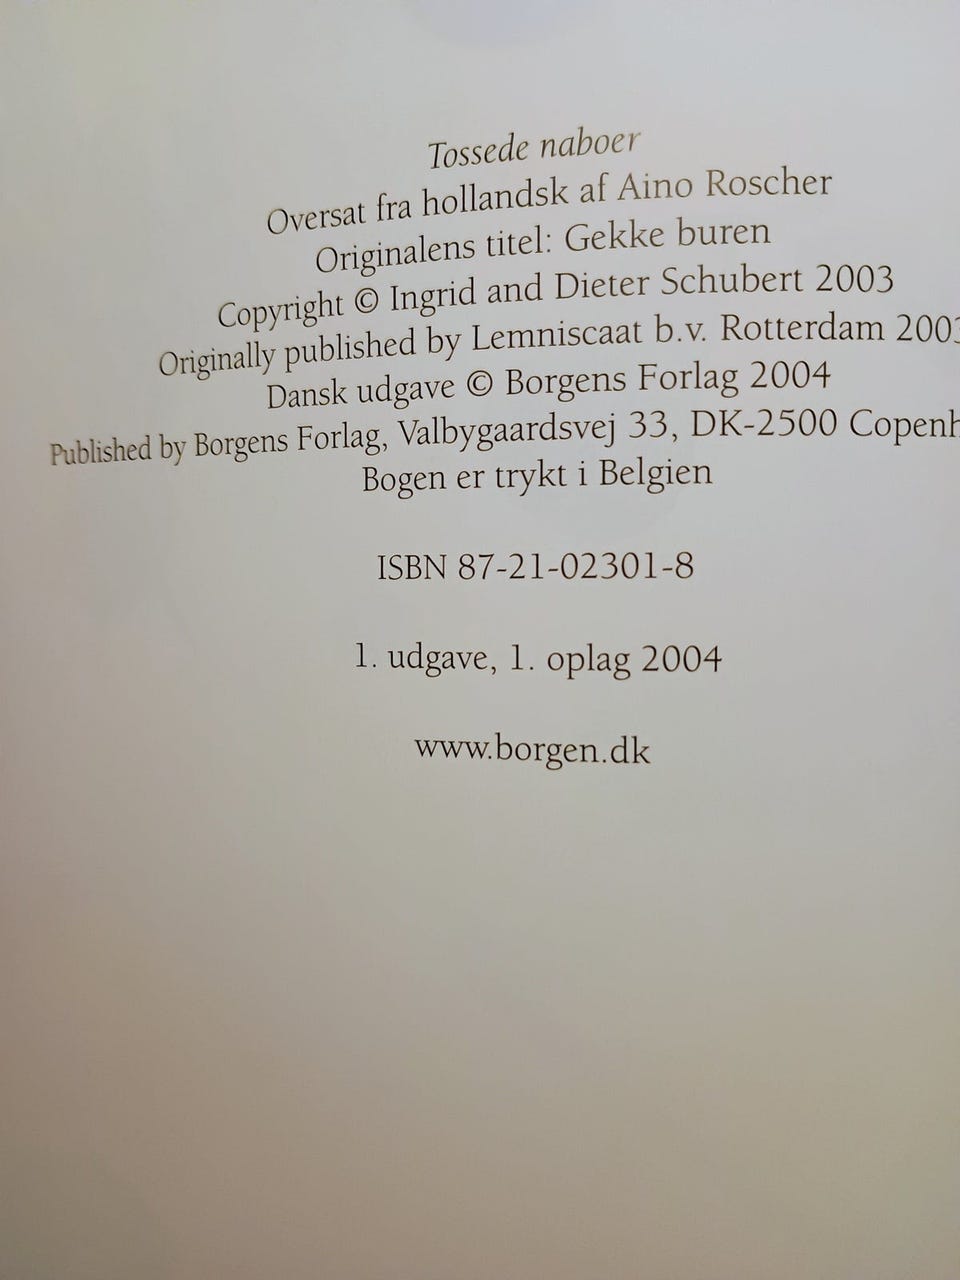 Tossede naboer
Oversat fra hollandsk af Aino Roscher
Originalens titel: Gekke buren
Copyright © Ingrid and Dieter Schubert 2003
Originally published by Lemniscaat b.v. Rotterdam 2003
Dansk udgave © Borgens Forlag 2004
Published by Borgens Forlag, Valbygaardsvej 33, DK-2500
Bogen er trykt i Belgien
ISBN 87-21-02301-8
1. udgave, 1. oplag 2004
www.borgen.dk